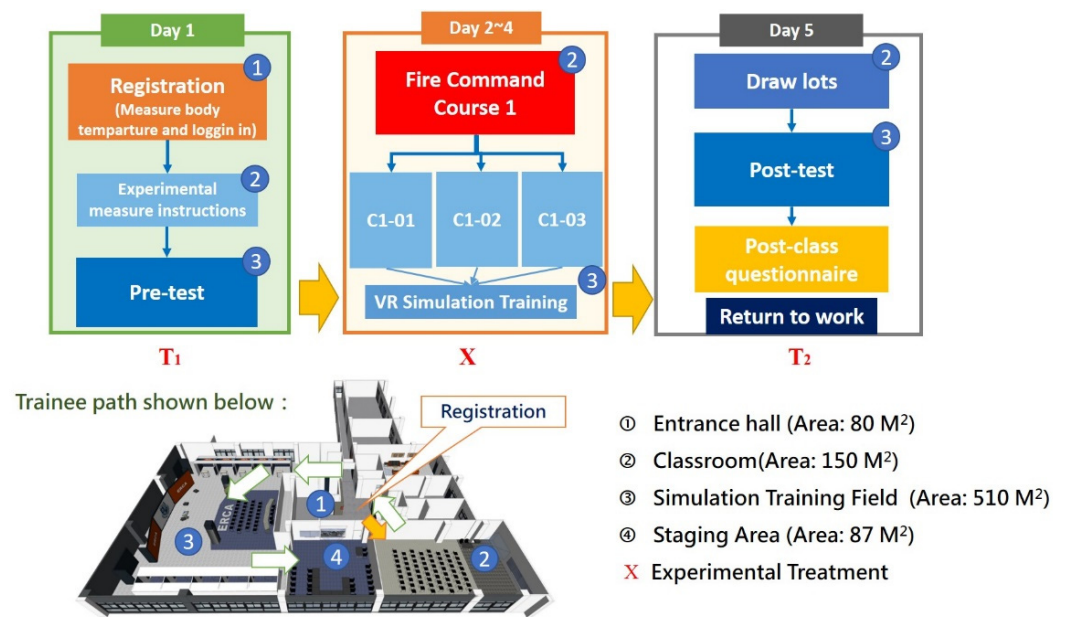 Day 1
1
Registration
(Measure body
temparture and loggin in)
2
Experimental
measure instructions
3
Pre-test
T1
Day 2~4
2
Fire Command
Course 1
C1-01
C1-02
C1-03
3
VR Simulation Training
X
Day 5
2
Draw lots
3
Post-test
Post-class
questionnaire
Return to work
T2
Trainee path shown below :
Registration
1
ERCA
3
4
2
① Entrance hall (Area: 80 M²)
② Classroom(Area: 150 M²)
③ Simulation Training Field (Area: 510 M²)
④ Staging Area (Area: 87 M²)
X Experimental Treatment